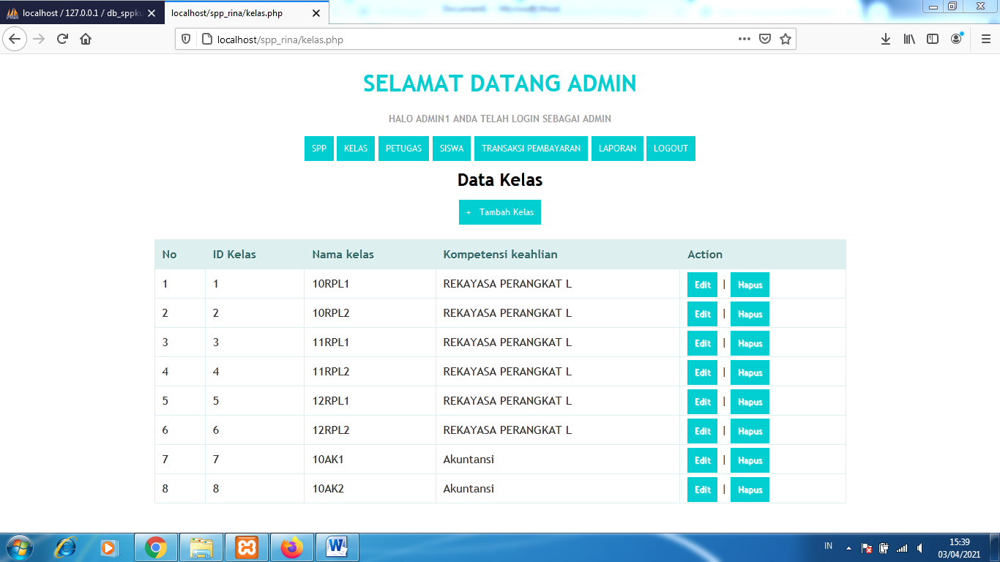 localhost / 127.0.0.1 / db_sppku
localhost/spp_rina/kelas.php
Document1 - Microsoft Word
localhost/spp_rina/kelas.php
SELAMAT DATANG ADMIN
HALO ADMIN1 ANDA TELAH LOGIN SEBAGAI ADMIN
SPP KELAS PETUGAS SISWA TRANSAKSI PEMBAYARAN LAPORAN LOGOUT
Data Kelas
+ Tambah Kelas
No ID Kelas Nama kelas Kompetensi keahlian Action
1 1 10RPL1 REKAYASA PERANGKAT L Edit | Hapus
2 2 10RPL2 REKAYASA PERANGKAT L Edit | Hapus
3 3 11RPL1 REKAYASA PERANGKAT L Edit | Hapus
4 4 11RPL2 REKAYASA PERANGKAT L Edit | Hapus
5 5 12RPL1 REKAYASA PERANGKAT L Edit | Hapus
6 6 12RPL2 REKAYASA PERANGKAT L Edit | Hapus
7 7 10AK1 Akuntansi Edit | Hapus
8 8 10AK2 Akuntansi Edit | Hapus
IN 15:39
03/04/2021